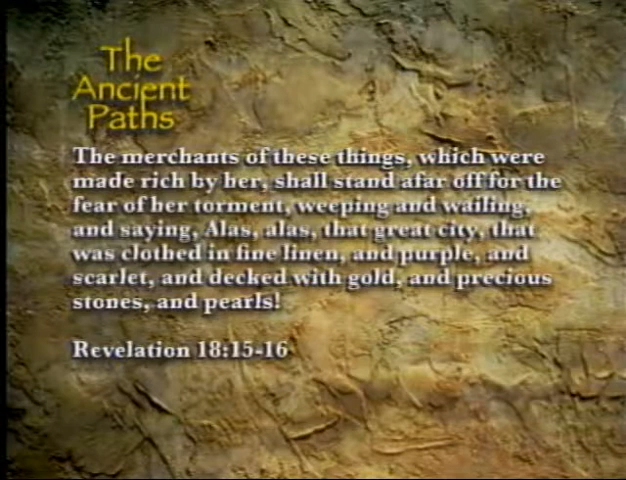 The
Ancient
Paths
The merchants of these things, which were
made rich by her, shall stand afar off for the
fear of her torment, weeping and wailing,
and saying, Alas, alas, that great city, that
was clothed in fine linen, and purple, and
scarlet, and decked with gold, and precious
stones, and pearls!
Revelation 18:15-16